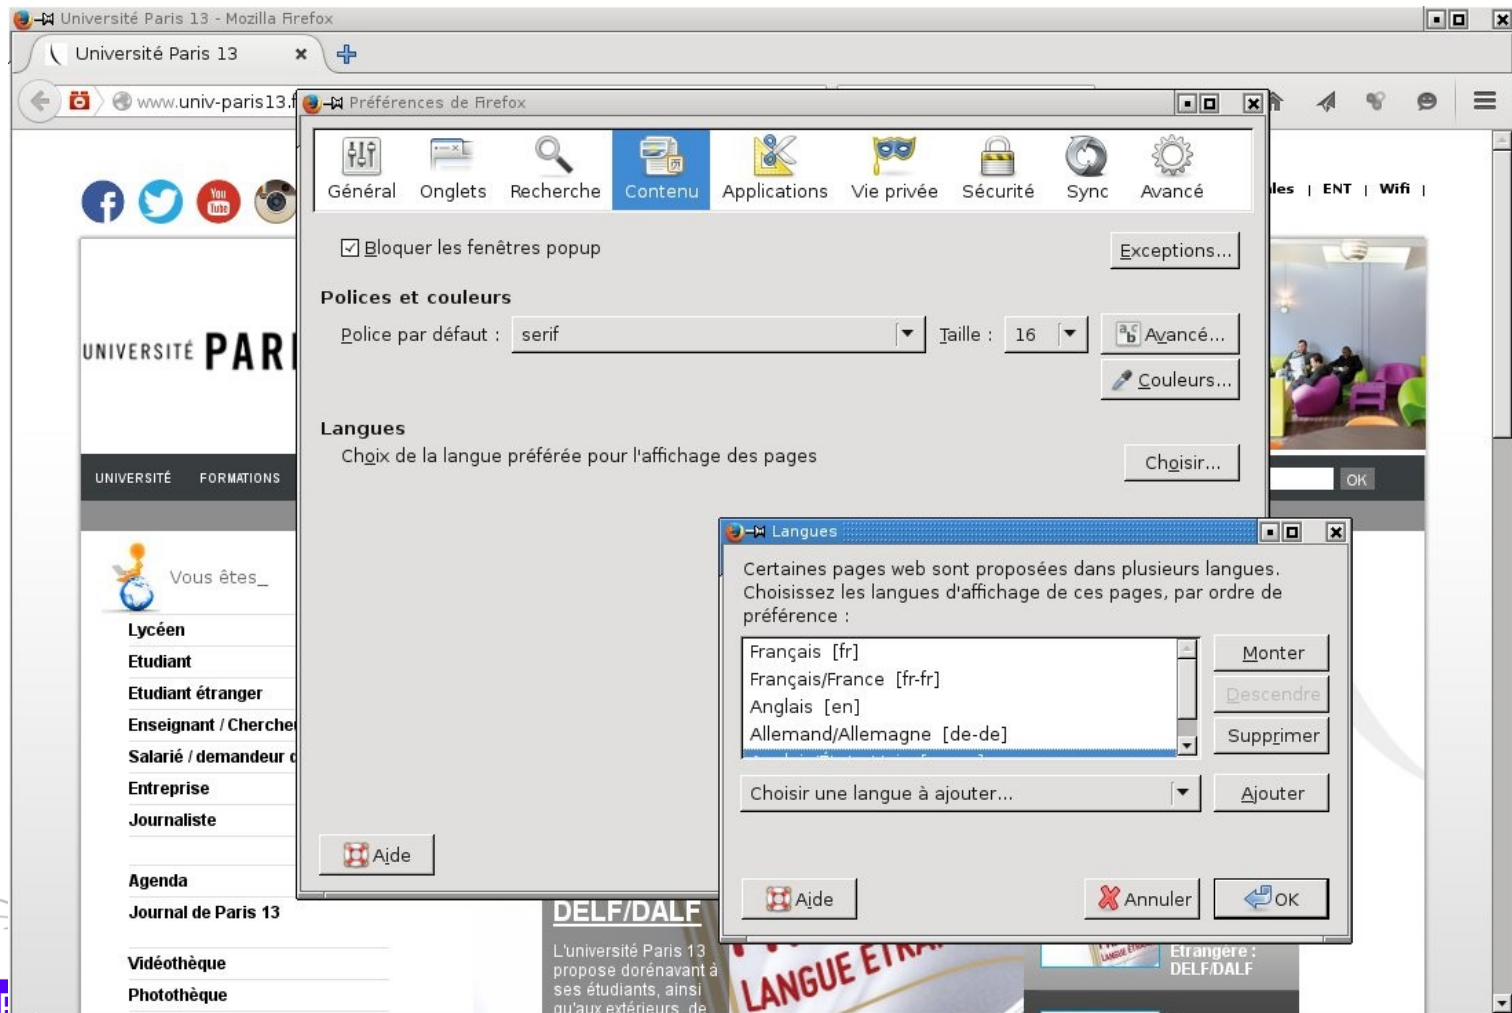 Université Paris 13 - Mozilla Firefox
Université Paris 13
www.univ-paris13.f
Préférences de Firefox
Général Onglets Recherche Contenu Applications Vie privée Sécurité Sync Avancé
You
Tube
| ENT | Wifi |
Bloquer les fenêtres popup
Exceptions...
Polices et couleurs
Police par défaut : serif Taille : 16 Avancé...
Couleurs...
UNIVERSITÉ PARI
Langues
Choix de la langue préférée pour l'affichage des pages
Choisir...
UNIVERSITÉ FORMATIONS
OK
Langues
Certaines pages web sont proposées dans plusieurs langues.
Choisissez les langues d'affichage de ces pages, par ordre de
préférence :
Français [fr]
Français/France [fr-fr]
Anglais [en]
Allemand/Allemagne [de-de]
Monter
Descendre
Supprimer
Choisir une langue à ajouter...
Ajouter
Aide
Annuler
OK
Aide
Vous êtes_
Lycéen
Etudiant
Etudiant étranger
Enseignant / Cherche
Salarié / demandeur
Entreprise
Journaliste
Agenda
Journal de Paris 13
Vidéothèque
Photothèque
DELF/DALF
L'université Paris 13
propose dorénavant à
ses étudiants, ainsi
qu'aux extérieurs, de
LANGUE
Etrangère :
DELF/DALF